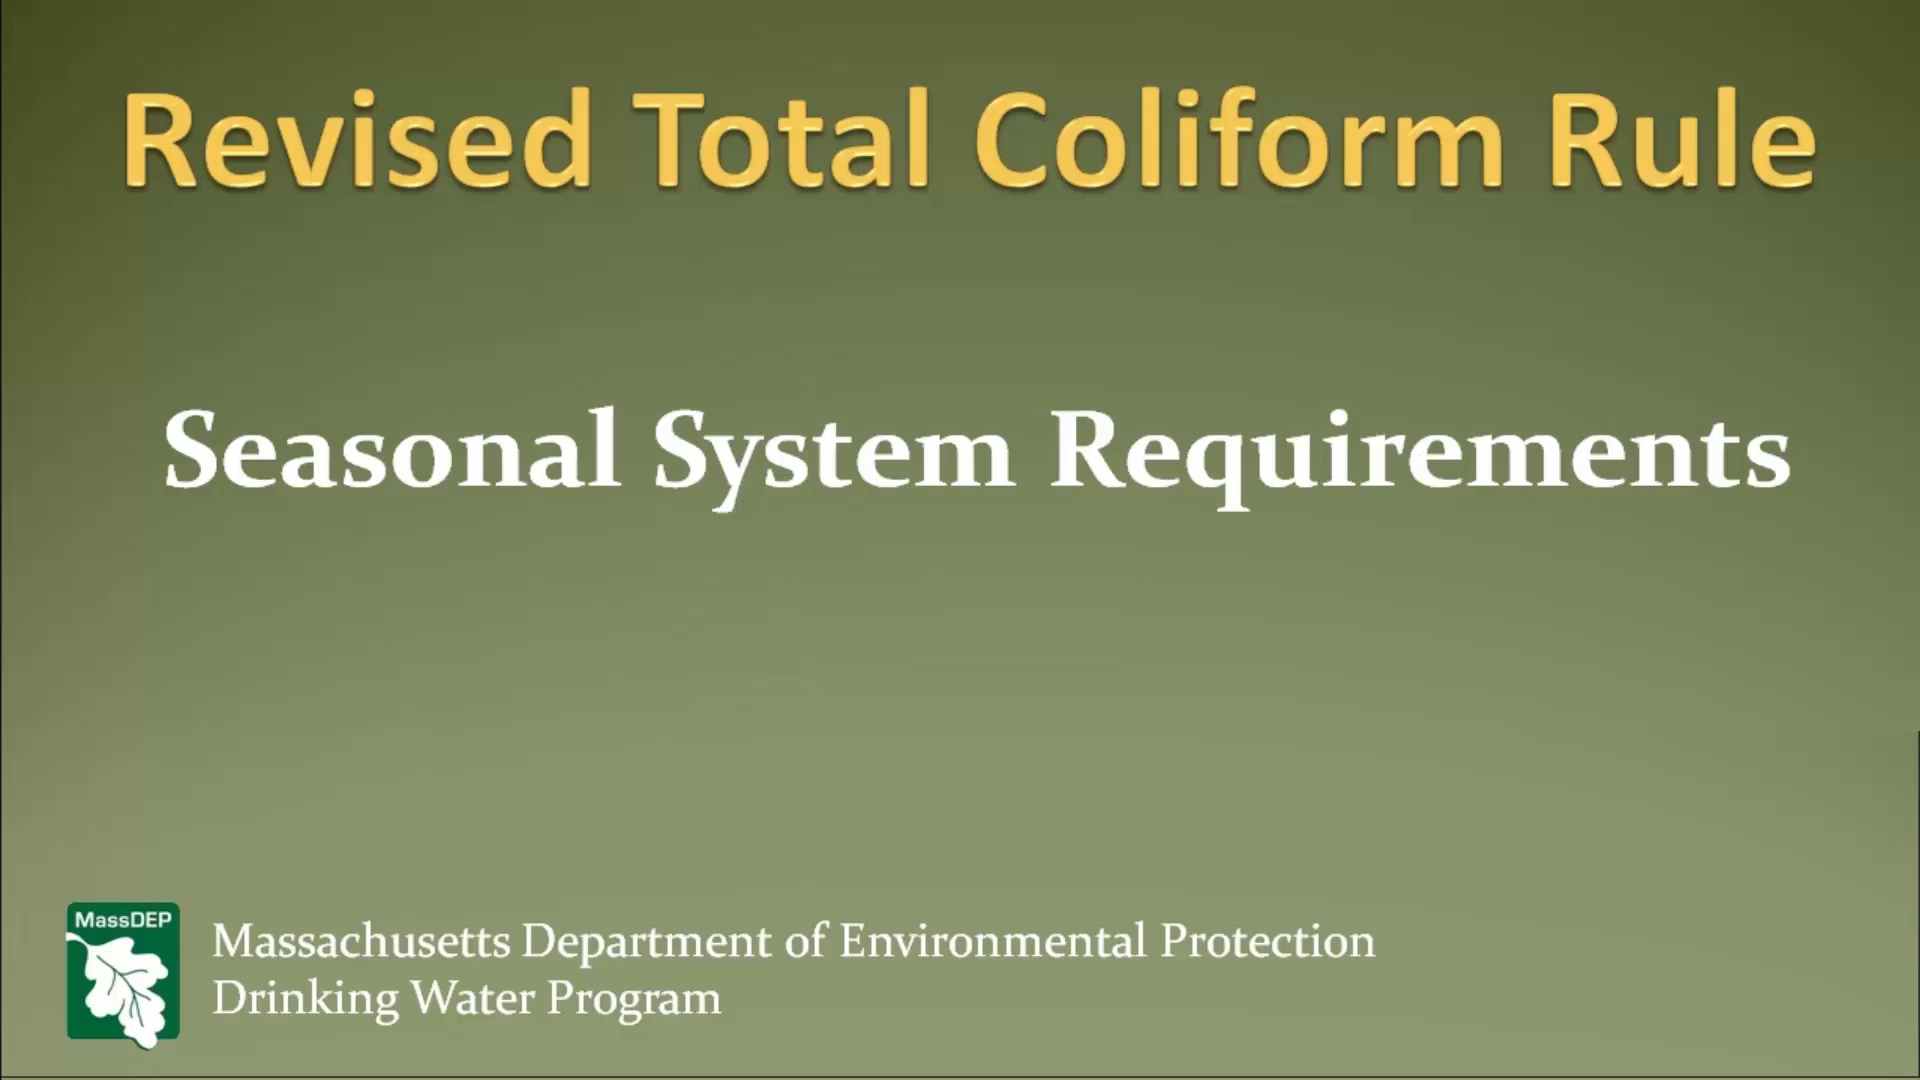 Revised Total Coliform Rule
Seasonal System Requirements
MassDEP
Massachusetts Department of Environmental Protection
Drinking Water Program